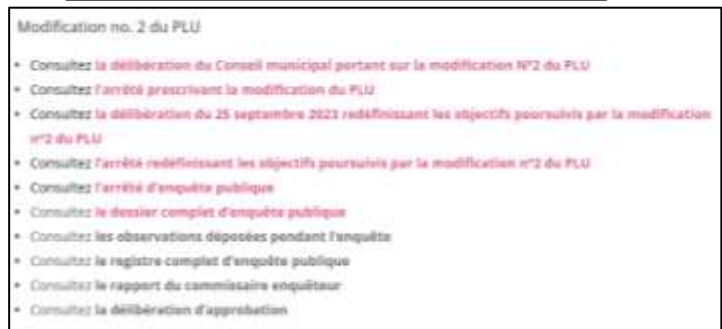 Modification no. 2 du PLU
• Consultez la délibération du Conseil municipal portant sur la modification N°2 du PLU
• Consultez l'arrêté prescrivant la modification du PLU
• Consultez la délibération du 25 septembre 2023 redéfinissant les objectifs poursuivis par la modification
n°2 du PLU
• Consultez l'arrêté redéfinissant les objectifs poursuivis par la modification n°2 du PLU
• Consultez l'arrêté d'enquête publique
• Consultez le dossier complet d'enquête publique
• Consultez les observations déposées pendant l'enquête
• Consultez le registre complet d'enquête publique
• Consultez le rapport du commissaire enquêteur
• Consultez la délibération d'approbation